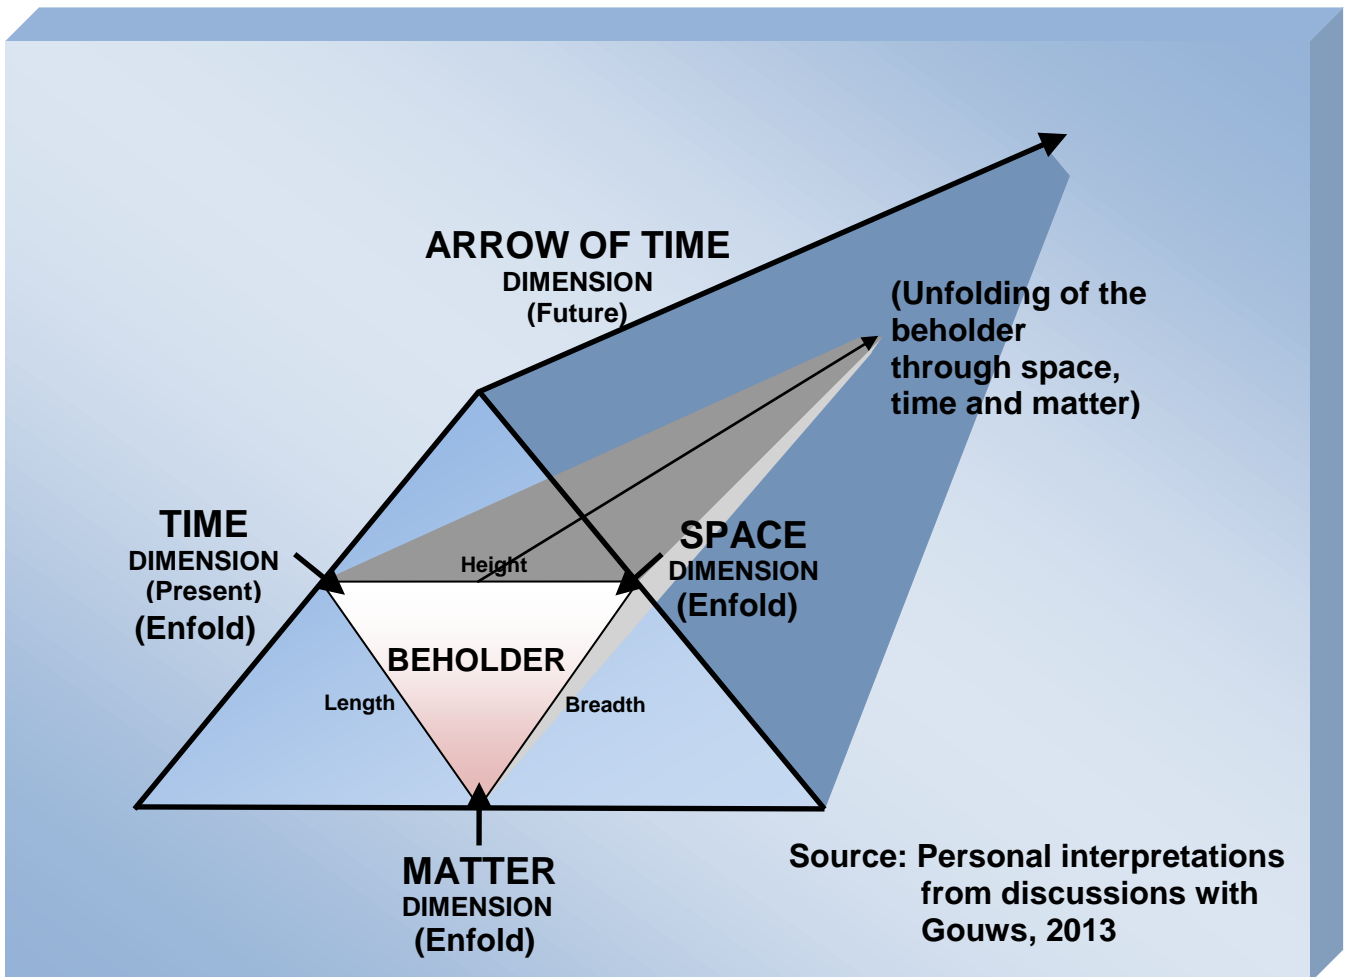 ARROW OF TIME
DIMENSION
(Future)
(Unfolding of the
beholder
through space,
time and matter)
TIME
DIMENSION
(Present)
(Enfold)
Height
SPACE
DIMENSION
(Enfold)
BEHOLDER
Length
Breadth
MATTER
DIMENSION
(Enfold)
Source: Personal interpretations
from discussions with
Gouws, 2013